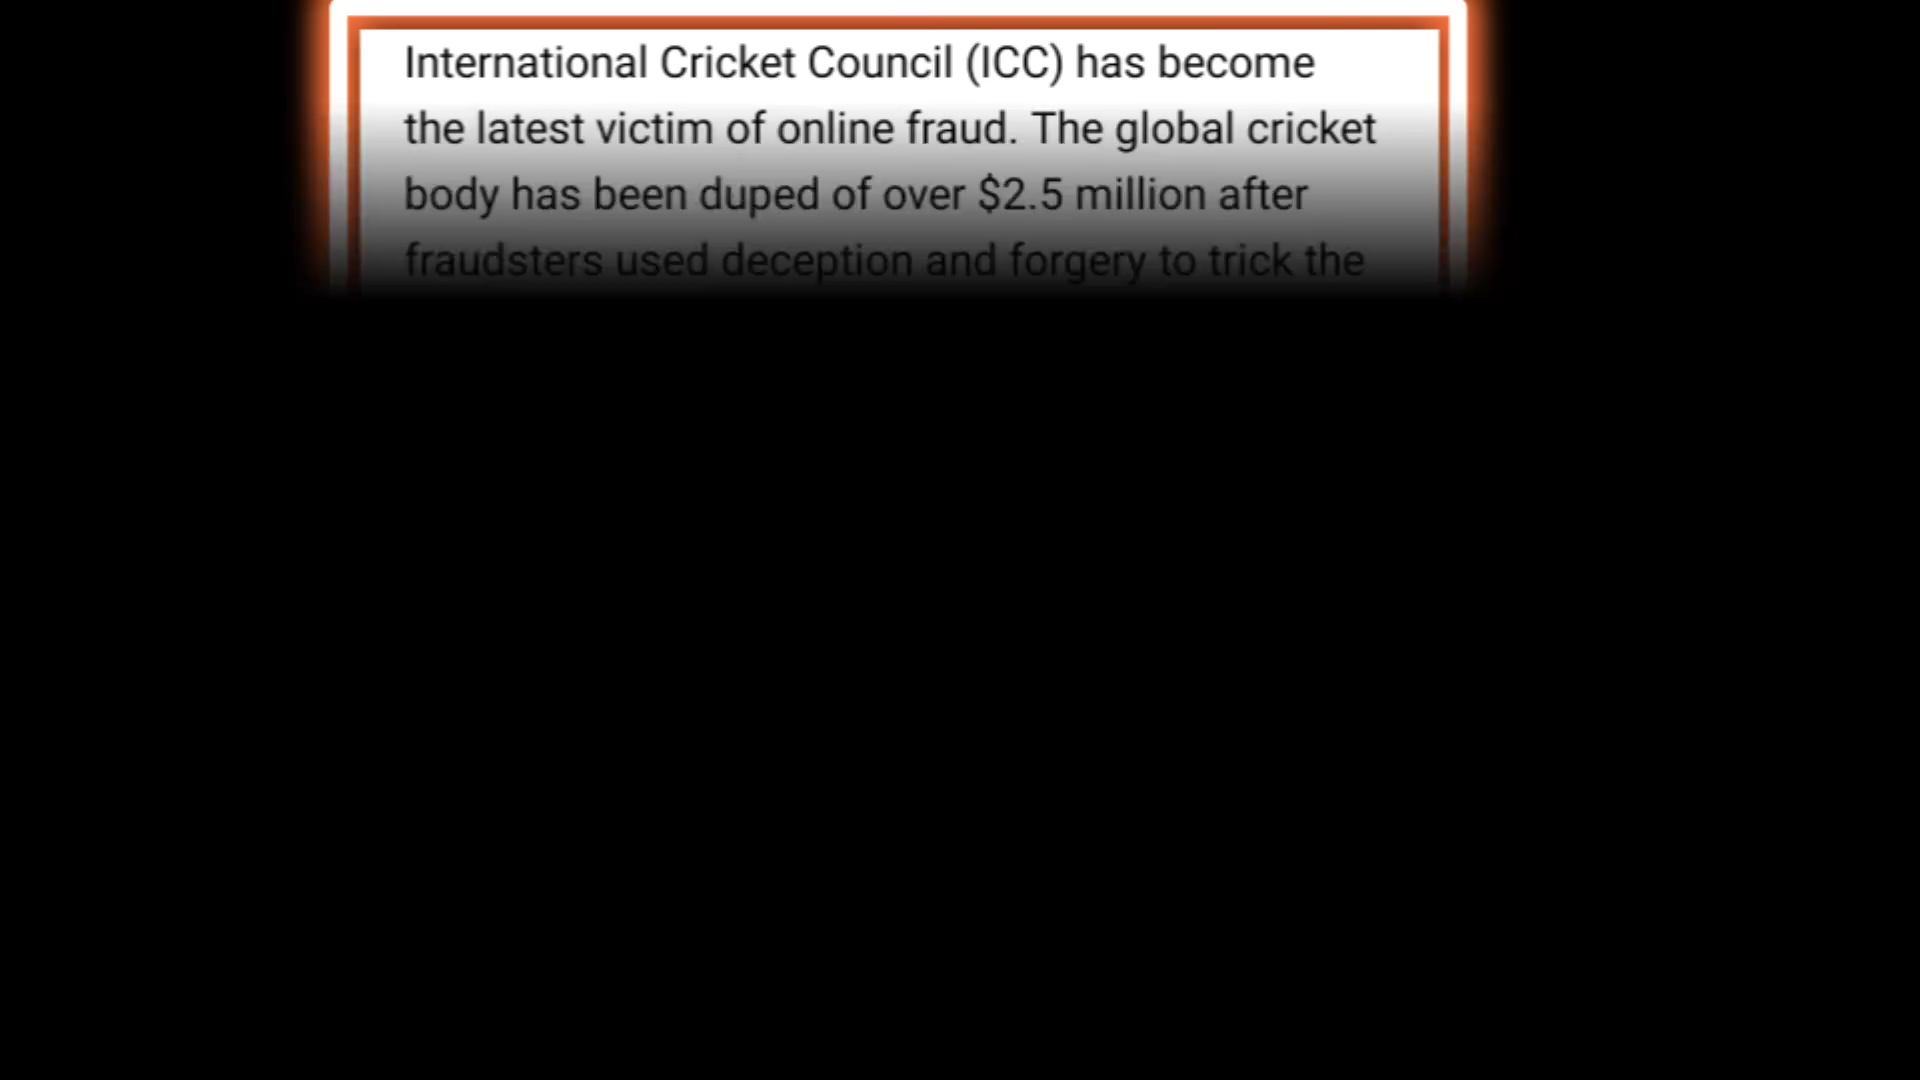 International Cricket Council (ICC) has become
the latest victim of online fraud. The global cricket
body has been duped of over $2.5 million after
fraudsters used deception and forgery to trick the